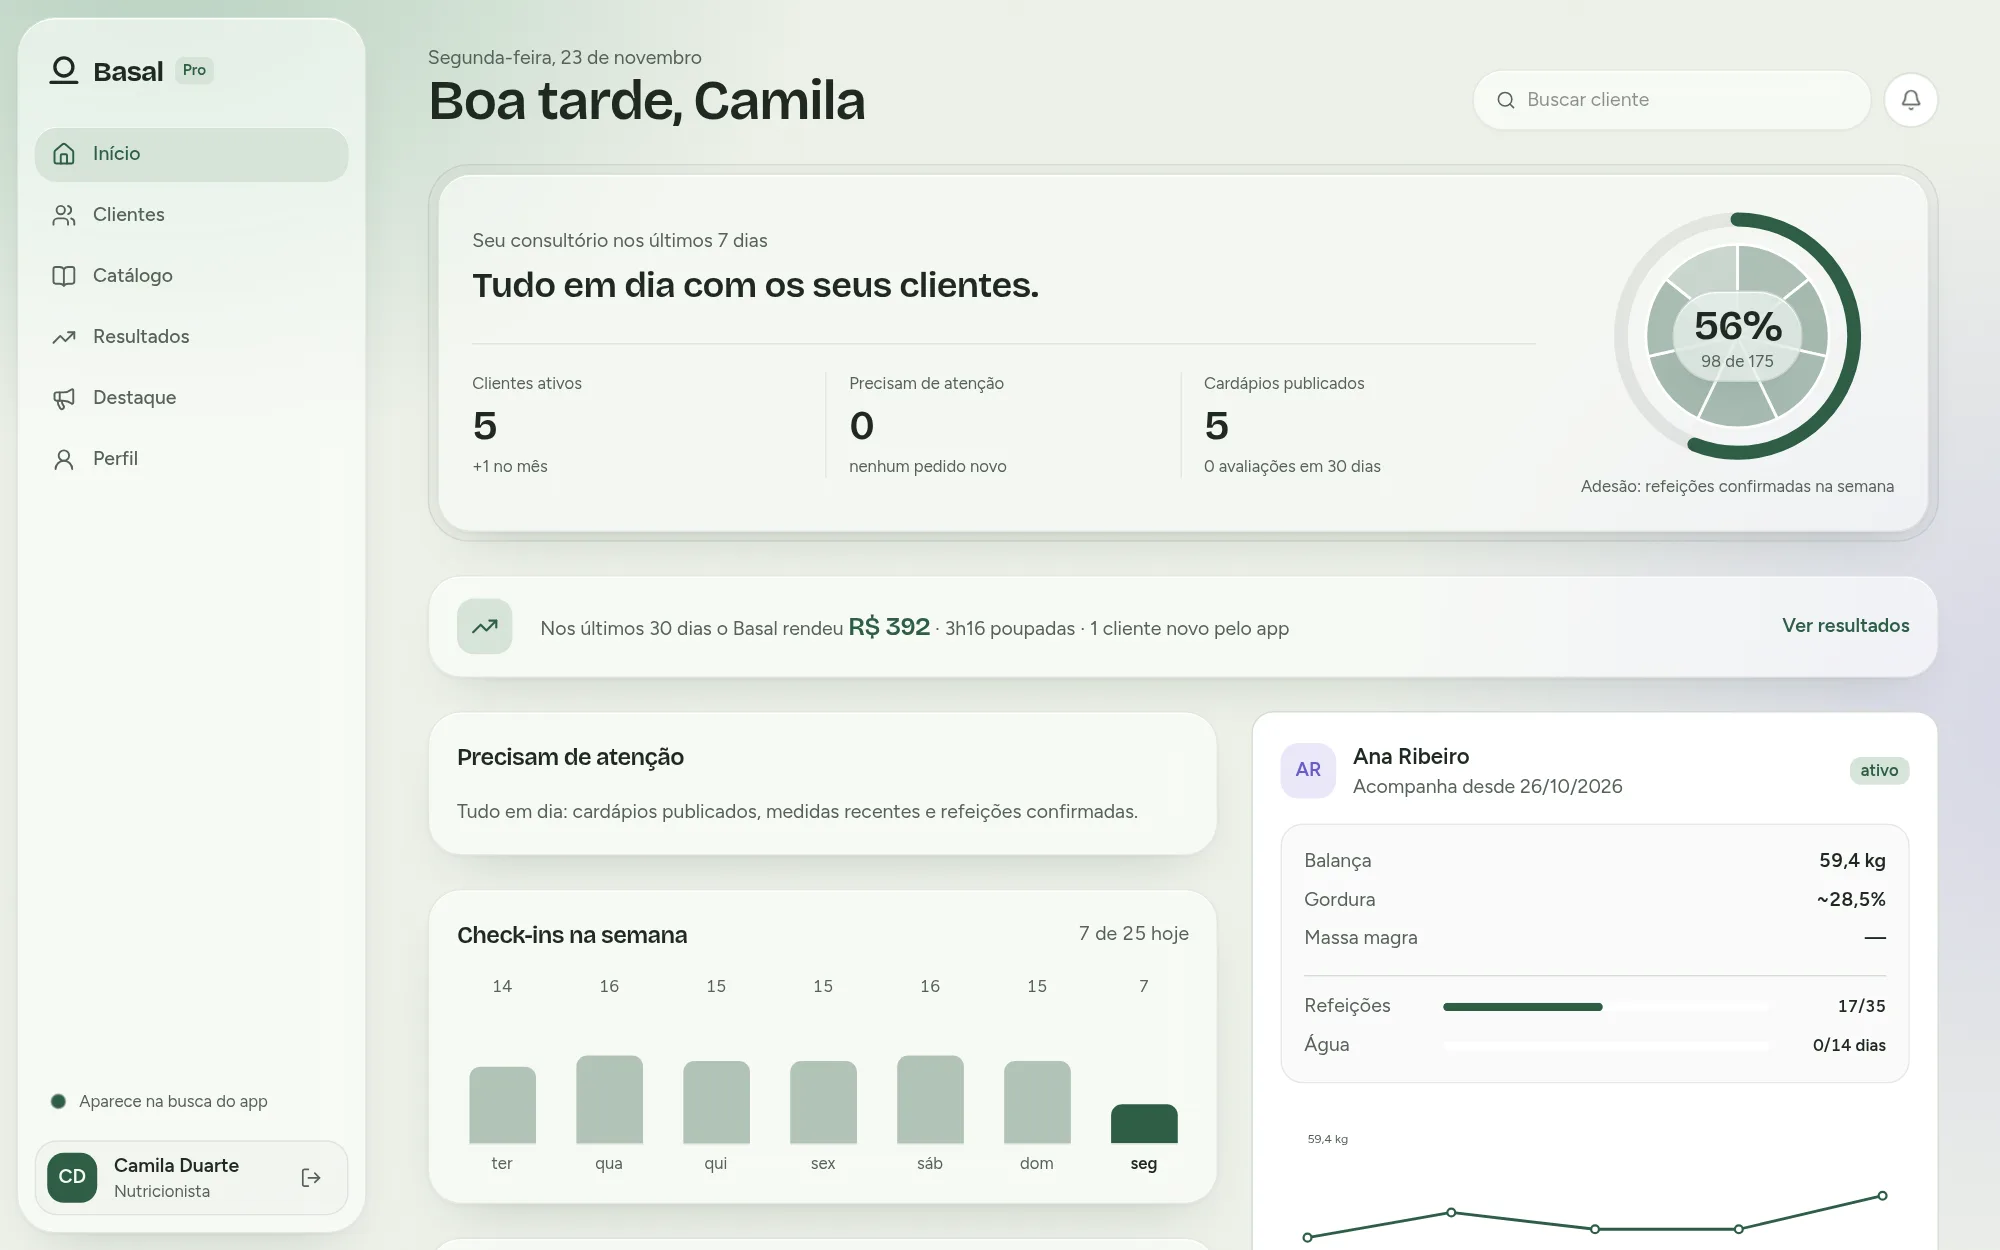 Basal Pro
Início
Clientes
Catálogo
Resultados
Destaque
Perfil
Aparece na busca do app
CD
Camila Duarte
Nutricionista
Segunda-feira, 23 de novembro
Boa tarde, Camila
Buscar cliente
Seu consultório nos últimos 7 dias
Tudo em dia com os seus clientes.
Clientes ativos
5
+1 no mês
Precisam de atenção
0
nenhum pedido novo
Cardápios publicados
5
0 avaliações em 30 dias
56%
98 de 175
Adesão: refeições confirmadas na semana
Nos últimos 30 dias o Basal rendeu R$ 392 · 3h16 poupadas · 1 cliente novo pelo app
Ver resultados
Precisam de atenção
Tudo em dia: cardápios publicados, medidas recentes e refeições confirmadas.
Check-ins na semana
7 de 25 hoje
14 16 15 15 16 15 7
ter qua qui sex sáb dom seg
AR
Ana Ribeiro
Acompanha desde 26/10/2026
ativo
Balança 59,4 kg
Gordura ~28,5%
Massa magra —
Refeições 17/35
Água 0/14 dias
59,4 kg